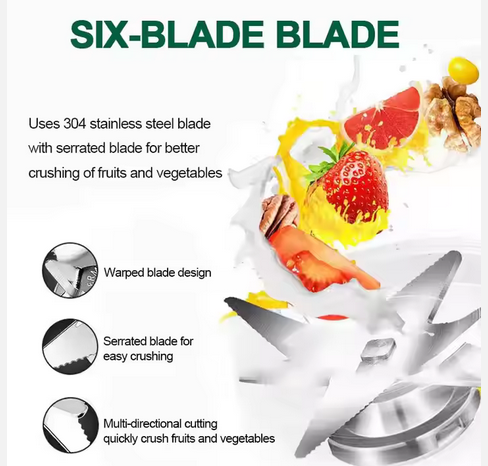 SIX-BLADE BLADE
Uses 304 stainless steel blade
with serrated blade for better
crushing of fruits and vegetables
Warped blade design
Serrated blade for
easy crushing
Multi-directional cutting
quickly crush fruits and vegetables